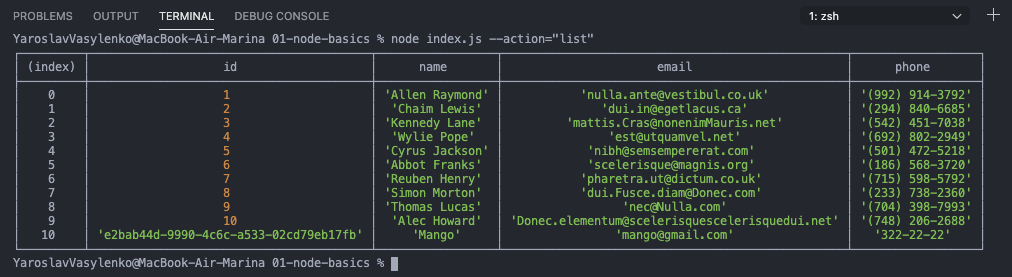 PROBLEMS OUTPUT TERMINAL DEBUG CONSOLE 1: zsh
YaroslavVasylenko@MacBook-Air-Marina 01-node-basics % node index.js --action="list"
(index) id name email phone
0 1 'Allen Raymond' 'nulla.ante@vestibul.co.uk' '(992) 914-3792'
1 2 'Chaim Lewis' 'dui.in@egetlacus.ca' '(294) 840-6685'
2 3 'Kennedy Lane' 'mattis.Cras@nonenimMauris.net' '(542) 451-7038'
3 4 'Wylie Pope' 'est@utquamvel.net' '(692) 802-2949'
4 5 'Cyrus Jackson' 'nibh@semsempererat.com' '(501) 472-5218'
5 6 'Abbot Franks' 'scelerisque@magnis.org' '(186) 568-3720'
6 7 'Reuben Henry' 'pharetra.ut@dictum.co.uk' '(715) 598-5792'
7 8 'Simon Morton' 'dui.Fusce.diam@Donec.com' '(233) 738-2360'
8 9 'Thomas Lucas' 'nec@Nulla.com' '(704) 398-7993'
9 10 'Alec Howard' 'Donec.elementum@scelerisquescelerisquedui.net' '(748) 206-2688'
10 'e2bab44d-9990-4c6c-a533-02cd79eb17fb' 'Mango' 'mango@gmail.com' '322-22-22'
YaroslavVasylenko@MacBook-Air-Marina 01-node-basics %